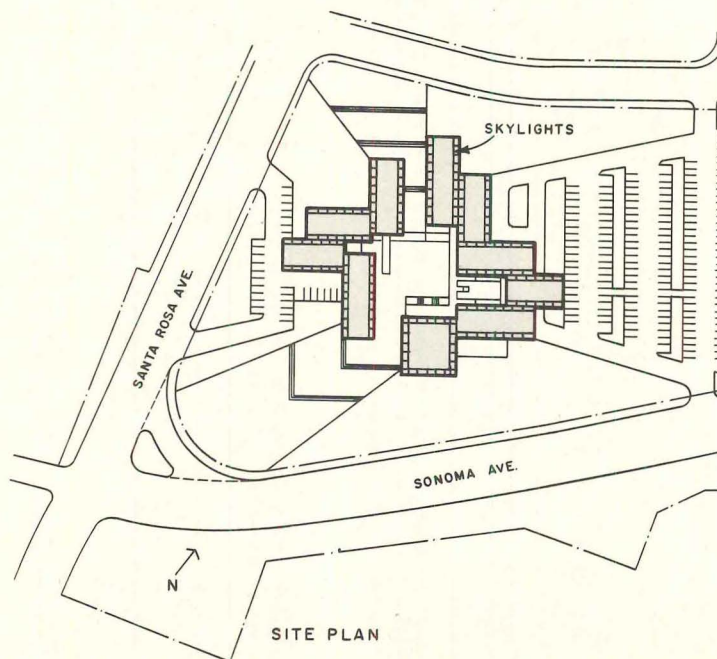 SKYLIGHTS
SANTA ROSA AVE.
SONOMA AVE.
N
SITE PLAN